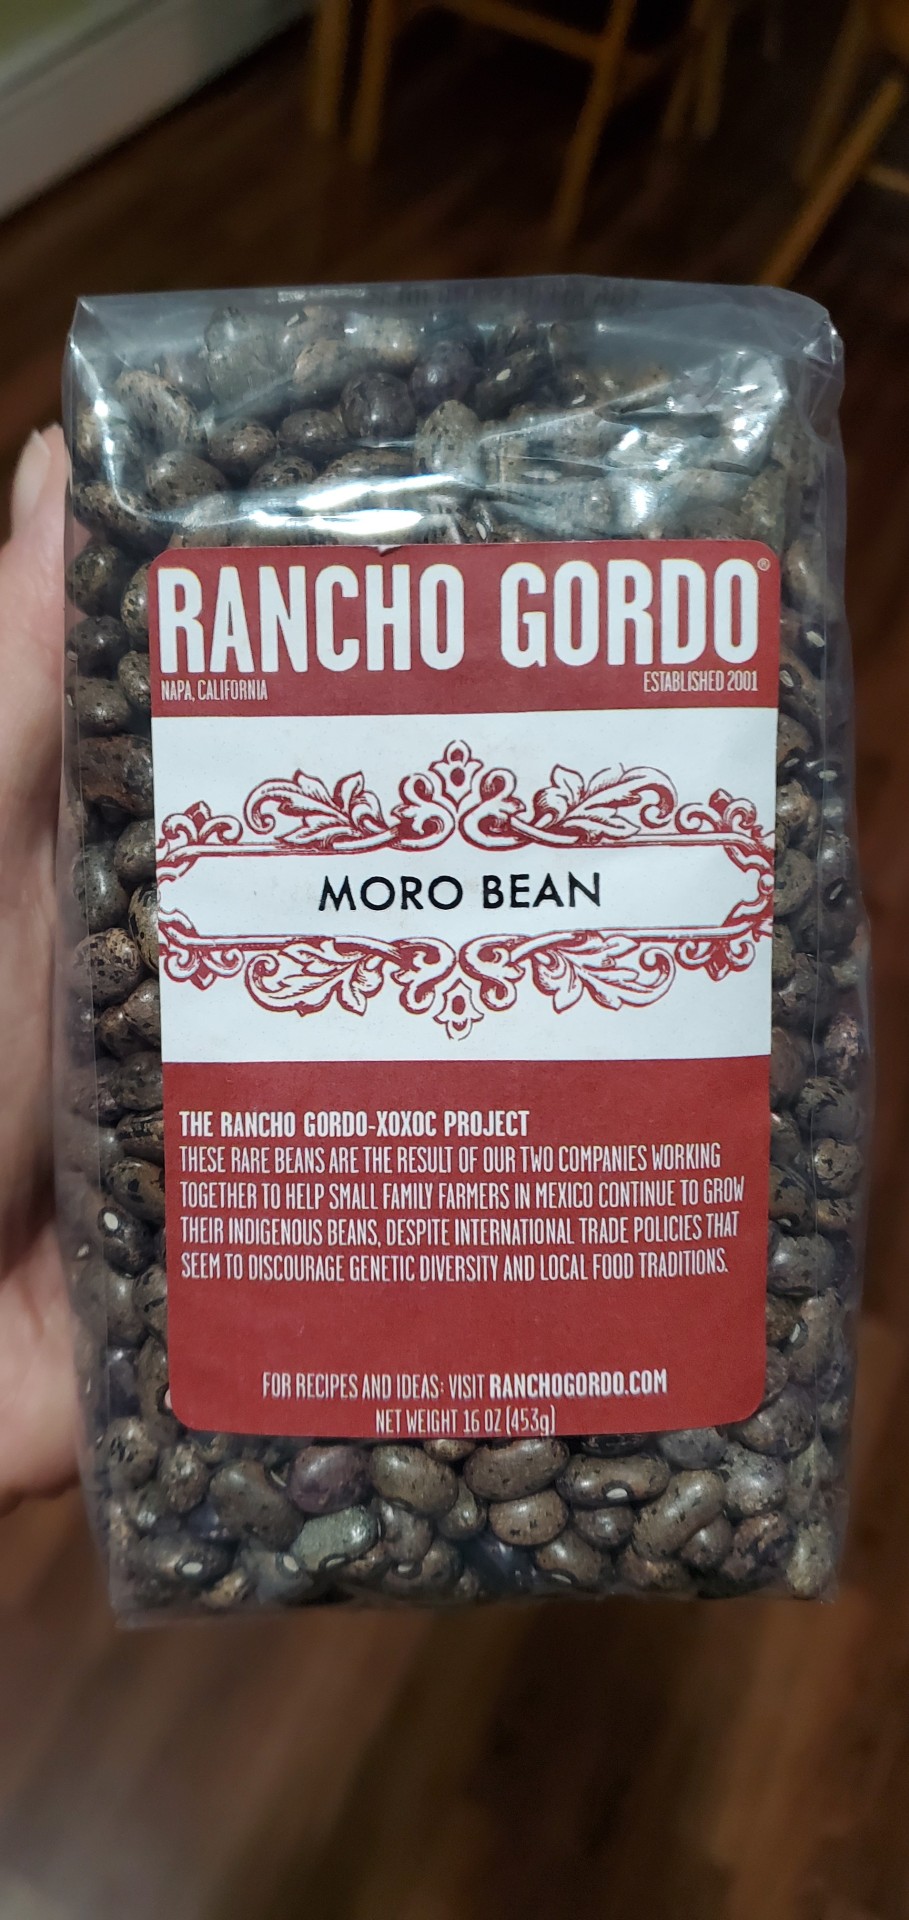 RANCHO GORDO®
NAPA, CALIFORNIA
ESTABLISHED 2001
MORO BEAN
THE RANCHO GORDO-XOXOC PROJECT
THESE RARE BEANS ARE THE RESULT OF OUR TWO COMPANIES WORKING
TOGETHER TO HELP SMALL FAMILY FARMERS IN MEXICO CONTINUE TO GROW
THEIR INDIGENOUS BEANS, DESPITE INTERNATIONAL TRADE POLICIES THAT
SEEM TO DISCOURAGE GENETIC DIVERSITY AND LOCAL FOOD TRADITIONS.
FOR RECIPES AND IDEAS: VISIT RANCHOGORDO.COM
NET WEIGHT 16 OZ (453g)